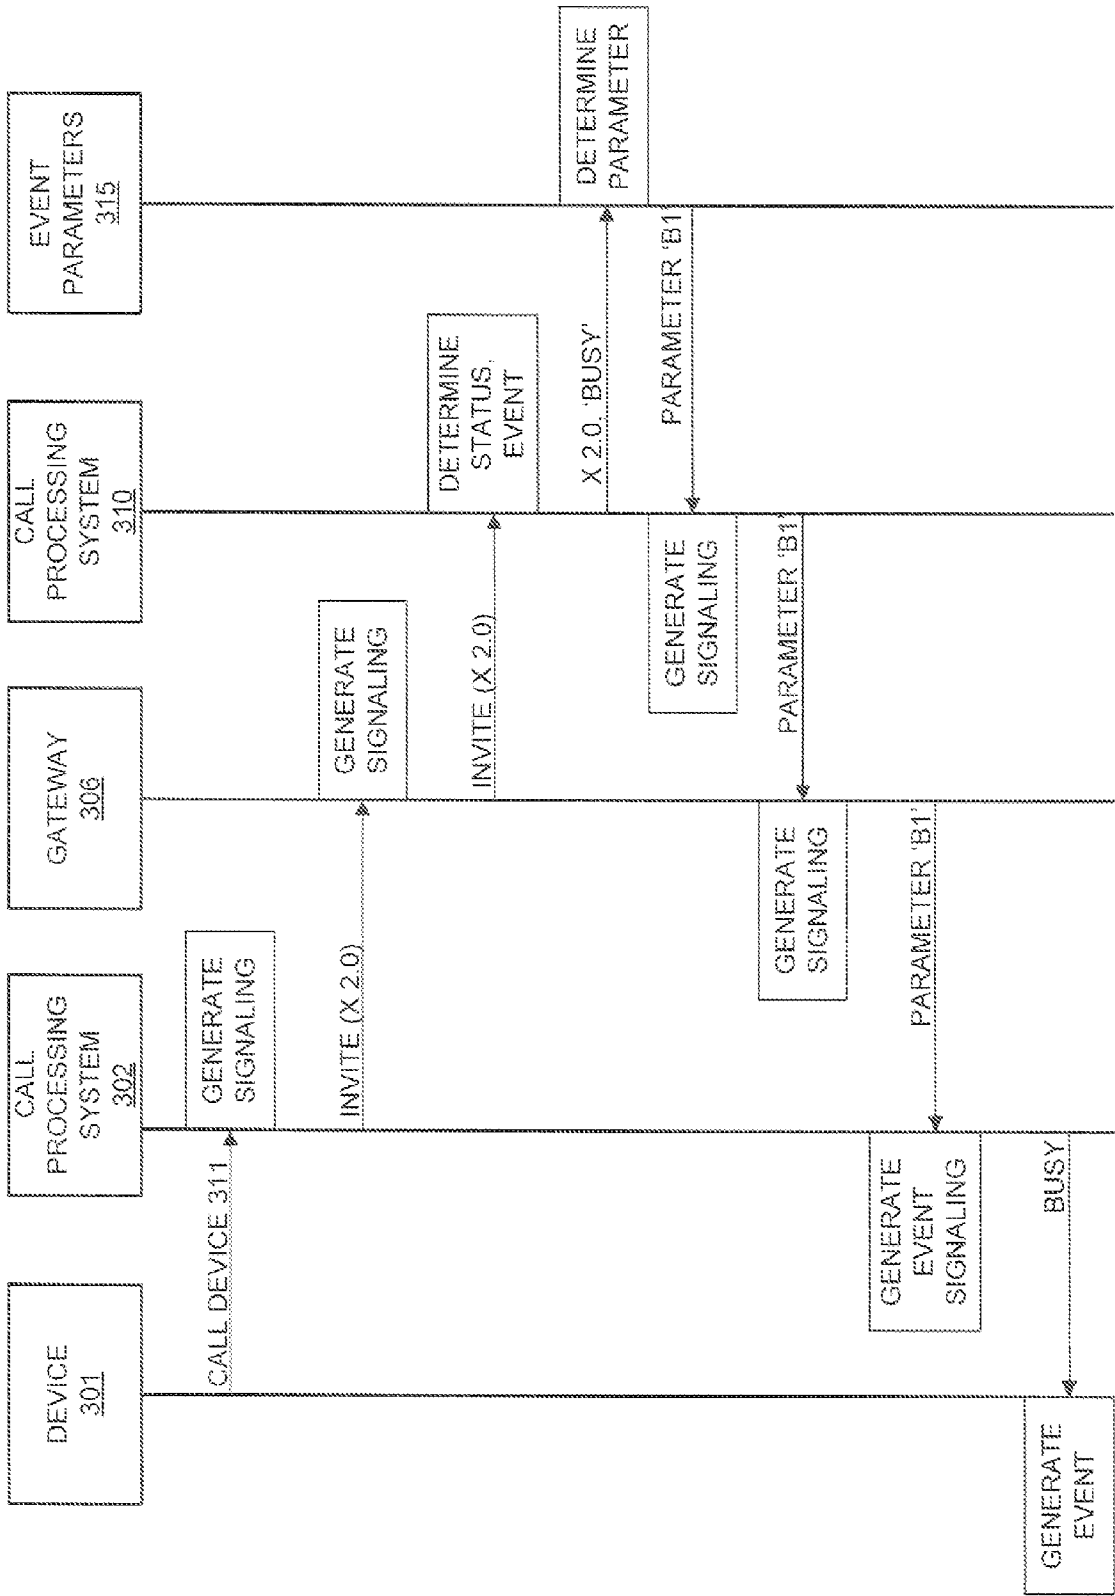 DEVICE
301
CALL
PROCESSING
SYSTEM
302
GATEWAY
306
CALL
PROCESSING
SYSTEM
310
EVENT
PARAMETERS
315
CALL DEVICE 311
GENERATE
SIGNALING
INVITE (X 2.0)
GENERATE
SIGNALING
INVITE (X 2.0)
DETERMINE
STATUS,
EVENT
X 2.0, 'BUSY'
DETERMINE
PARAMETER
PARAMETER 'B1'
GENERATE
SIGNALING
PARAMETER 'B1'
GENERATE
SIGNALING
PARAMETER 'B1'
GENERATE
EVENT
SIGNALING
BUSY
GENERATE
EVENT